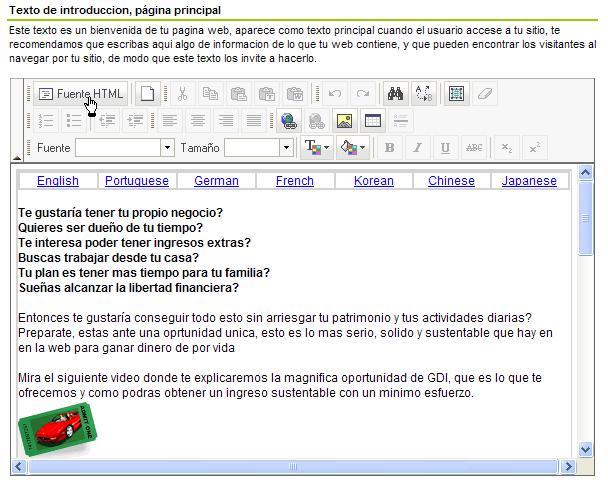 Texto de introduccion, página principal
Este texto es un bienvenida de tu pagina web, aparece como texto principal cuando el usuario accese a tu sitio, te
recomendamos que escribas aqui algo de informacion de lo que tu web contiene, y que pueden encontrar los visitantes al
navegar por tu sitio, de modo que este texto los invite a hacerlo.
Fuente HTML
Fuente Tamaño B I U ABC x2 x2
English Portuguese German French Korean Chinese Japanese
Te gustaría tener tu propio negocio?
Quieres ser dueño de tu tiempo?
Te interesa poder tener ingresos extras?
Buscas trabajar desde tu casa?
Tu plan es tener mas tiempo para tu familia?
Sueñas alcanzar la libertad financiera?
Entonces te gustaría conseguir todo esto sin arriesgar tu patrimonio y tus actividades diarias?
Preparate, estas ante una oprtunidad unica, esto es lo mas serio, solido y sustentable que hay en
en la web para ganar dinero de por vida
Mira el siguiente video donde te explicaremos la magnifica oportunidad de GDI, que es lo que te
ofrecemos y como podras obtener un ingreso sustentable con un minimo esfuerzo.
ADMIT ONE